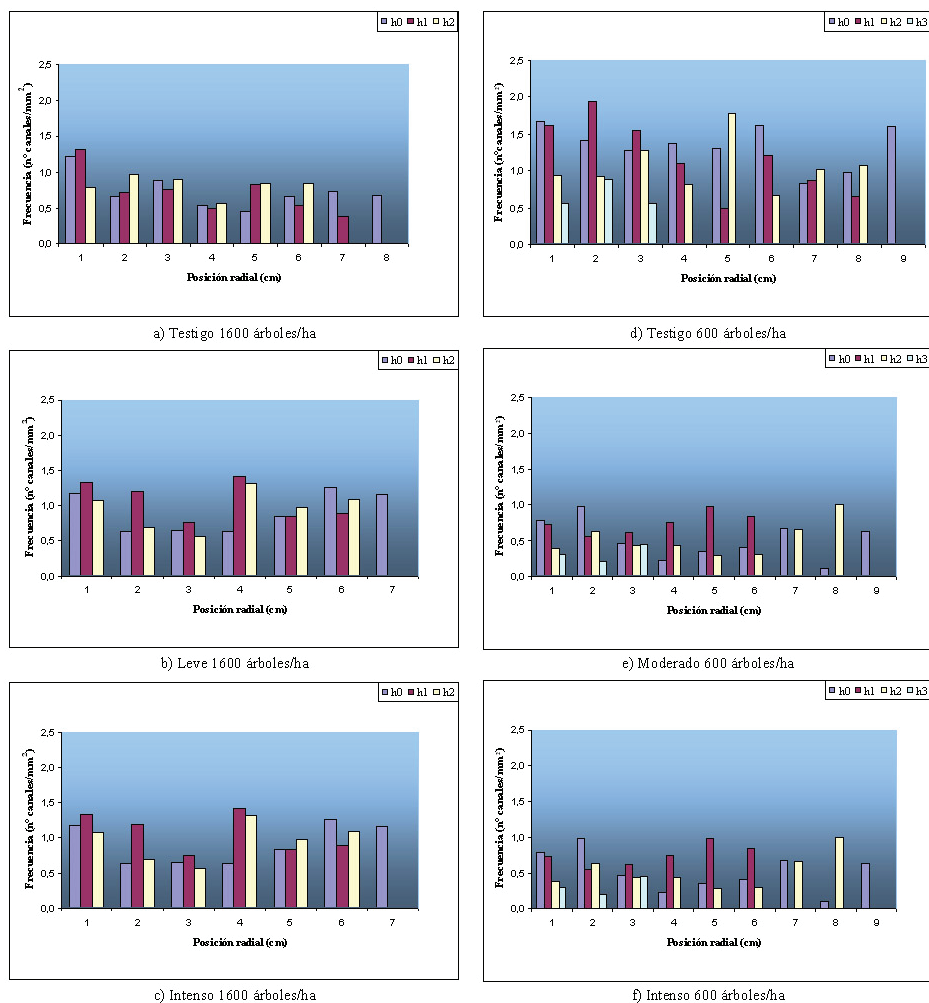 h0 h1 h2
Frecuencia (n° canales/mm²)
2,5
2,0
1,5
1,0
0,5
0,0
1 2 3 4 5 6 7 8
Posición radial (cm)
a) Testigo 1600 árboles/ha
h0 h1 h2 h3
Frecuencia (n°canales/mm²)
2,5
2,0
1,5
1,0
0,5
0,0
1 2 3 4 5 6 7 8 9
Posición radial (cm)
d) Testigo 600 árboles/ha
h0 h1 h2
Frecuencia (n° canales/mm²)
2,5
2,0
1,5
1,0
0,5
0,0
1 2 3 4 5 6 7
Posición radial (cm)
b) Leve 1600 árboles/ha
h0 h1 h2 h3
Frecuencia (n° canales/mm²)
2,5
2,0
1,5
1,0
0,5
0,0
1 2 3 4 5 6 7 8 9
Posición radial (cm)
e) Moderado 600 árboles/ha
h0 h1 h2
Frecuencia (n° canales/mm²)
2,5
2,0
1,5
1,0
0,5
0,0
1 2 3 4 5 6 7
Posición radial (cm)
c) Intenso 1600 árboles/ha
h0 h1 h2 h3
Frecuencia (n° canales/mm²)
2,5
2,0
1,5
1,0
0,5
0,0
1 2 3 4 5 6 7 8 9
Posición radial (cm)
f) Intenso 600 árboles/ha